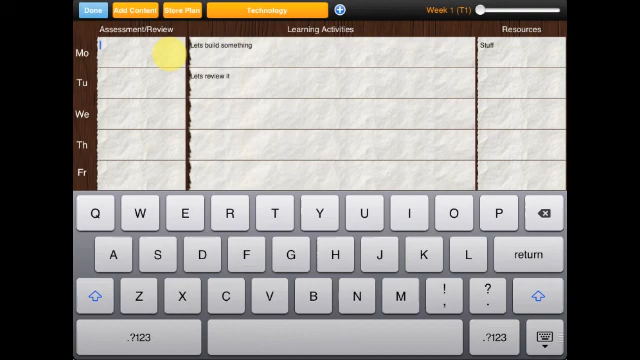 Done Add Content Store Plan Technology Week 1 (T1)
Assessment/Review Learning Activities Resources
Mo Lets build something Stuff
Tu Lets review it
We
Th
Fr
Q W E R T Y U I O P
A S D F G H J K L return
Z X C V B N M ! , ? .
.?123 .?123